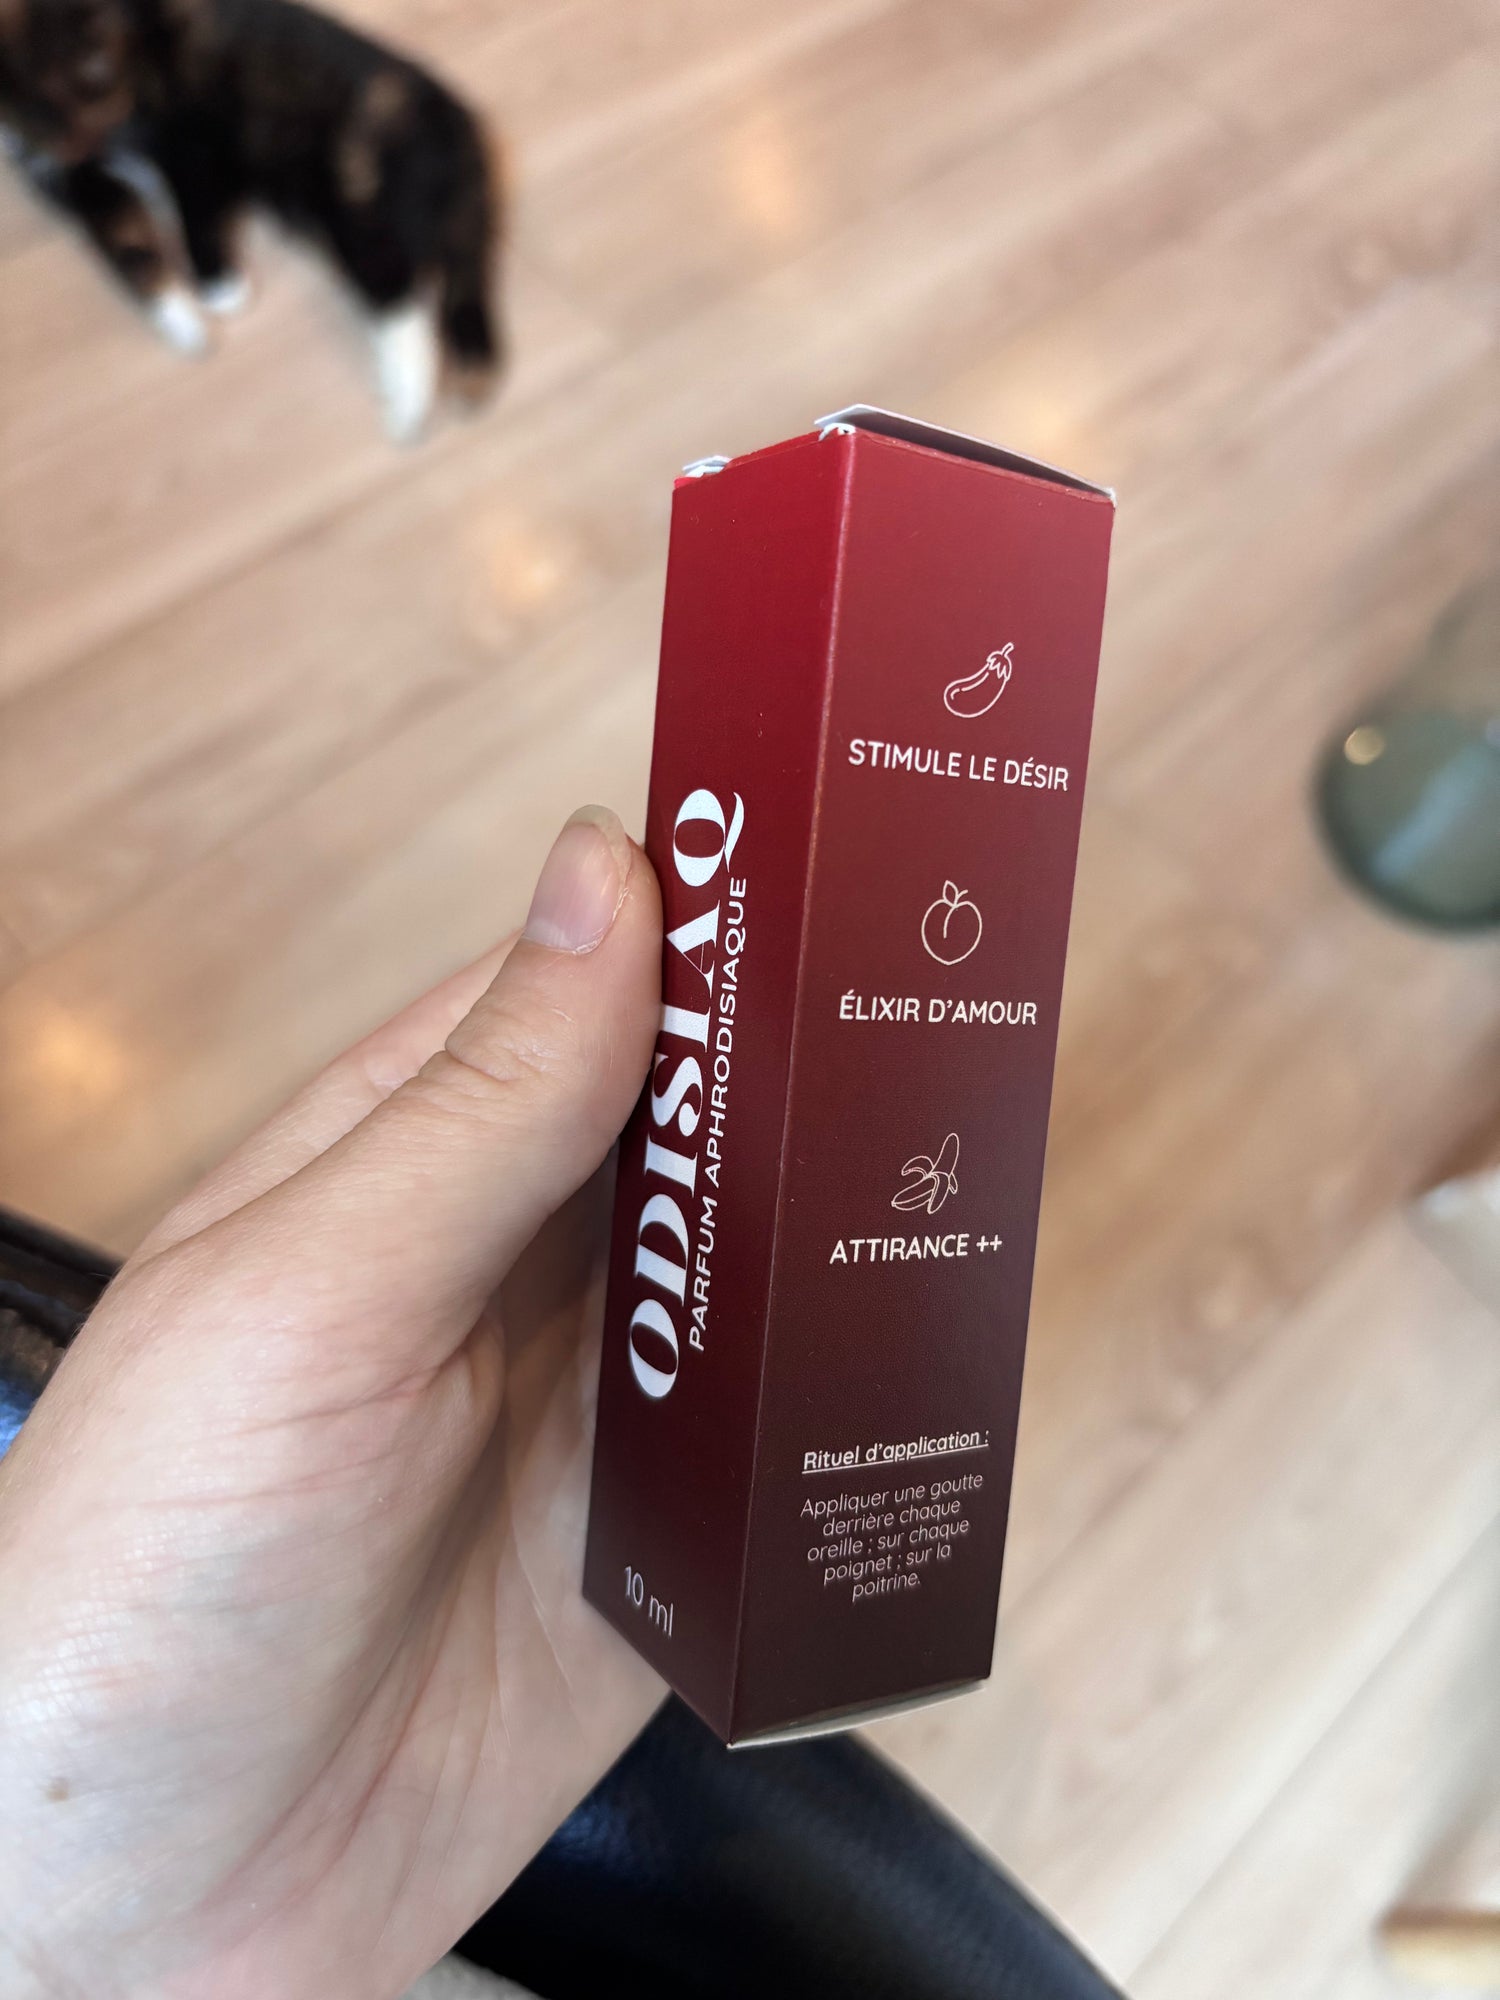 ODISIAQ
PARFUM APHRODISIAQUE
10 ml
STIMULE LE DÉSIR
ÉLIXIR D'AMOUR
ATTIRANCE ++
Rituel d'application :
Appliquer une goutte
derrière chaque
oreille ; sur chaque
poignet ; sur la
poitrine.